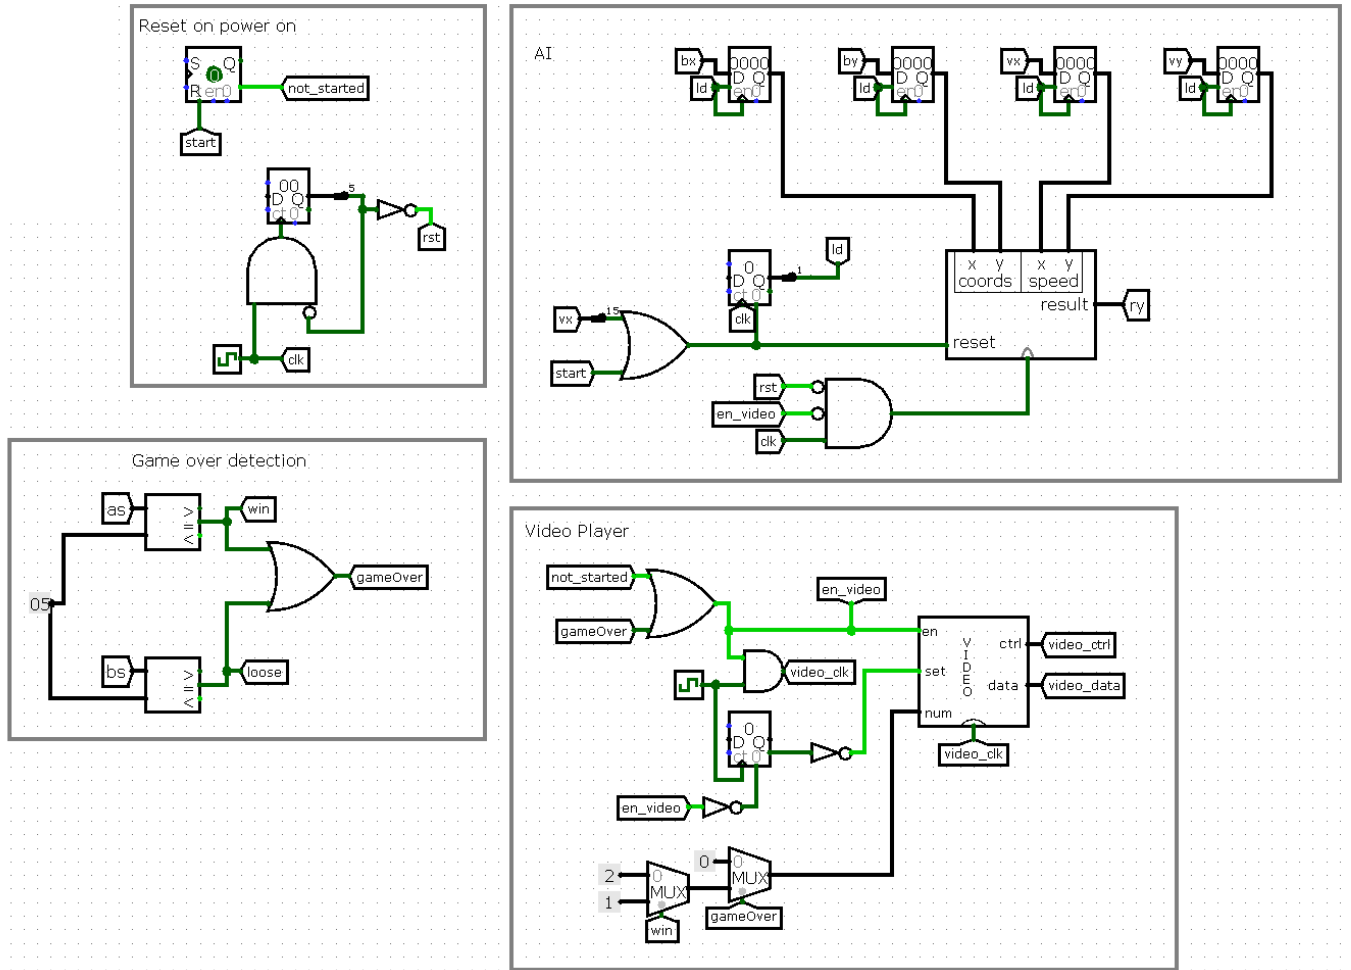 Reset on power on
S Q
0
R en 0
not_started
start
00
D Q
ct 0
5
rst
clk
AI
bx
0000
D Q
en 0
ld
by
0000
D Q
en 0
ld
vx
0000
D Q
en 0
ld
vy
0000
D Q
en 0
ld
ld
0
D Q
ct 0
1
clk
vx
15
start
x y x y
coords speed
result
ry
reset
rst
en_video
clk
Game over detection
as
>
=
<
win
05
gameOver
bs
>
=
<
loose
Video Player
not_started
gameOver
en_video
video_clk
en
set
num
VIDEO
ctrl
data
video_ctrl
video_data
video_clk
0
D Q
ct 0
en_video
2
1
0
MUX
win
0
0
MUX
gameOver